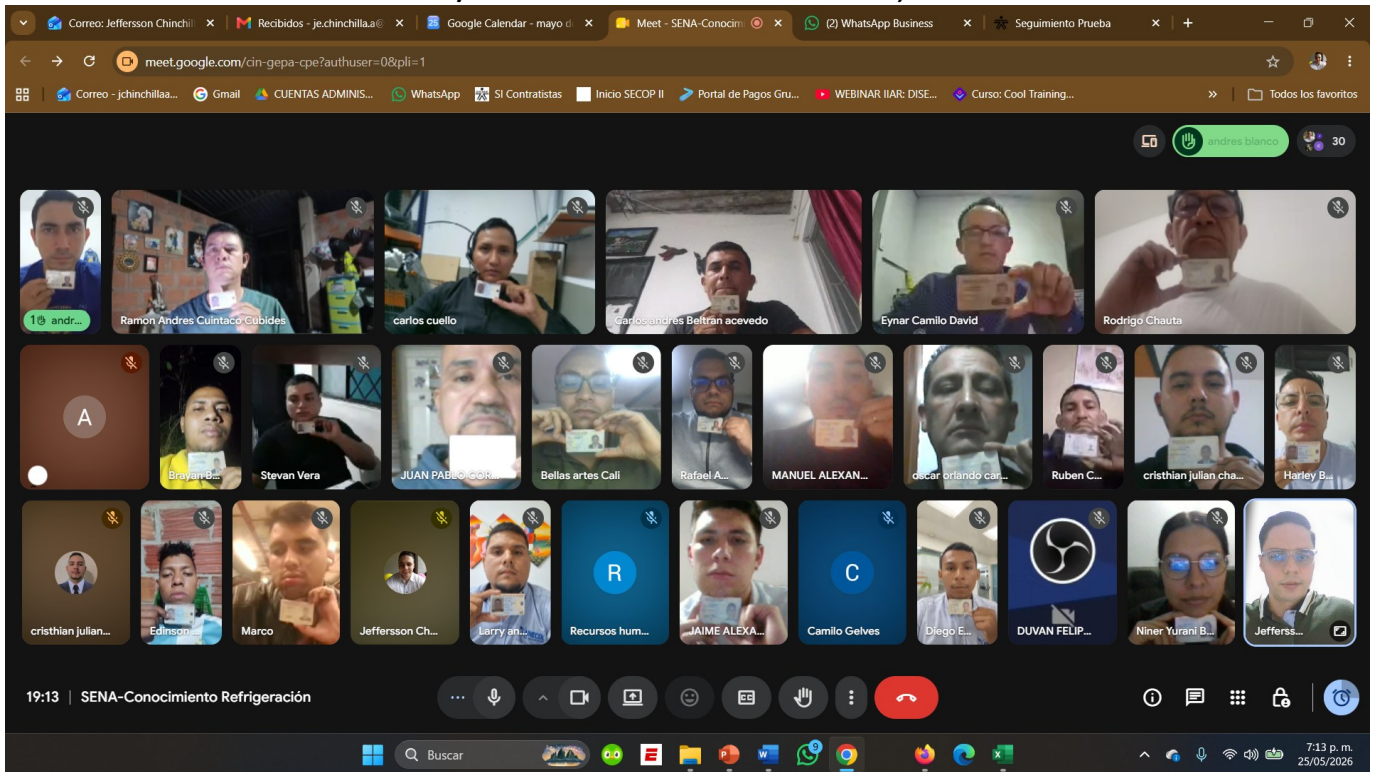 Correo: Jeffersson Chinchil
Recibidos - je.chinchilla.a@
Google Calendar - mayo d
Meet - SENA-Conocim
(2) WhatsApp Business
Seguimiento Prueba
meet.google.com/cin-gepa-cpe?authuser=0&pli=1
Correo - jchinchillaa...
Gmail
CUENTAS ADMINIS...
WhatsApp
SI Contratistas
Inicio SECOP II
Portal de Pagos Gru...
WEBINAR IIAR: DISE...
Curso: Cool Training...
»
Todos los favoritos
andres blanco
30
1 andr...
Ramon Andres Cuintaco Cubides
carlos cuello
Carlos andrés Beltran acevedo
Eynar Camilo David
Rodrigo Chauta
A
Brayan B...
Stevan Vera
JUAN PABLO COR...
Bellas artes Cali
Rafael A...
MANUEL ALEXAN...
oscar orlando car...
Ruben C...
cristhian julian cha...
Harley B...
cristhian julian...
Edinson
Marco
Jeffersson Ch...
Larry an...
R
Recursos hum...
JAIME ALEXA...
C
Camilo Gelves
Diego E...
DUVAN FELIP...
Niner Yurani B...
Jefferss...
19:13 | SENA-Conocimiento Refrigeración
Buscar
9
7:13 p. m.
25/05/2026